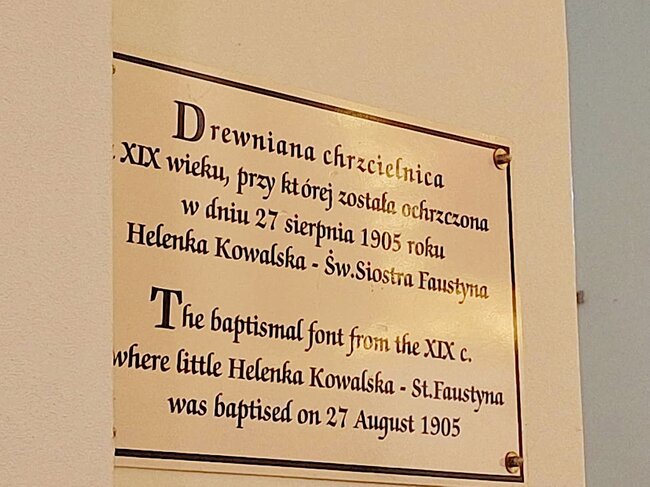 Drewniana chrzcielnica
XIX wieku, przy której została ochrzczona
w dniu 27 sierpnia 1905 roku
Helenka Kowalska - Św.Siostra Faustyna
The baptismal font from the XIX c.
where little Helenka Kowalska - St.Faustyna
was baptised on 27 August 1905